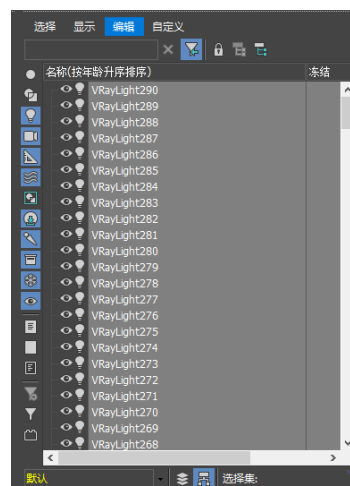 选择 显示 编辑 自定义
名称(按年龄升序排序) 冻结
VRayLight290
VRayLight289
VRayLight288
VRayLight287
VRayLight286
VRayLight285
VRayLight284
VRayLight283
VRayLight282
VRayLight281
VRayLight280
VRayLight279
VRayLight278
VRayLight277
VRayLight276
VRayLight275
VRayLight274
VRayLight273
VRayLight272
VRayLight271
VRayLight270
VRayLight269
VRayLight268
默认 选择集: